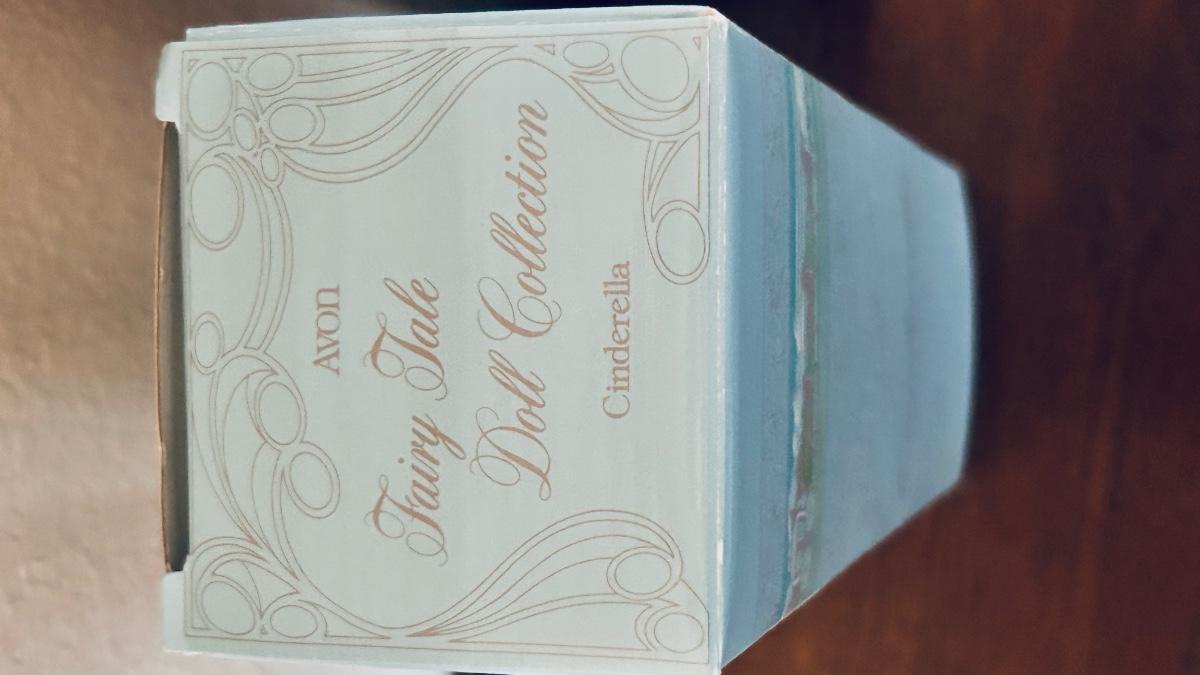 Avon
Fairy Tale
Doll Collection
Cinderella